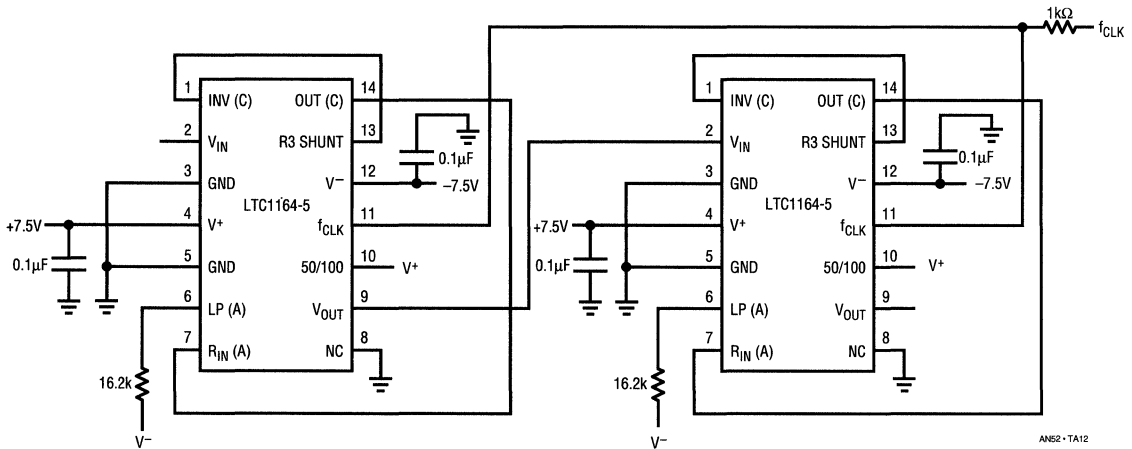 1kΩ
fCLK
1
INV (C)
OUT (C)
14
2
VIN
R3 SHUNT
13
0.1µF
3
GND
V–
12
–7.5V
LTC1164-5
+7.5V
4
V+
fCLK
11
0.1µF
5
GND
50/100
10
V+
6
LP (A)
VOUT
9
7
RIN (A)
NC
8
16.2k
V–
1
INV (C)
OUT (C)
14
2
VIN
R3 SHUNT
13
0.1µF
3
GND
V–
12
–7.5V
LTC1164-5
+7.5V
4
V+
fCLK
11
0.1µF
5
GND
50/100
10
V+
6
LP (A)
VOUT
9
7
RIN (A)
NC
8
16.2k
V–
AN52 • TA12